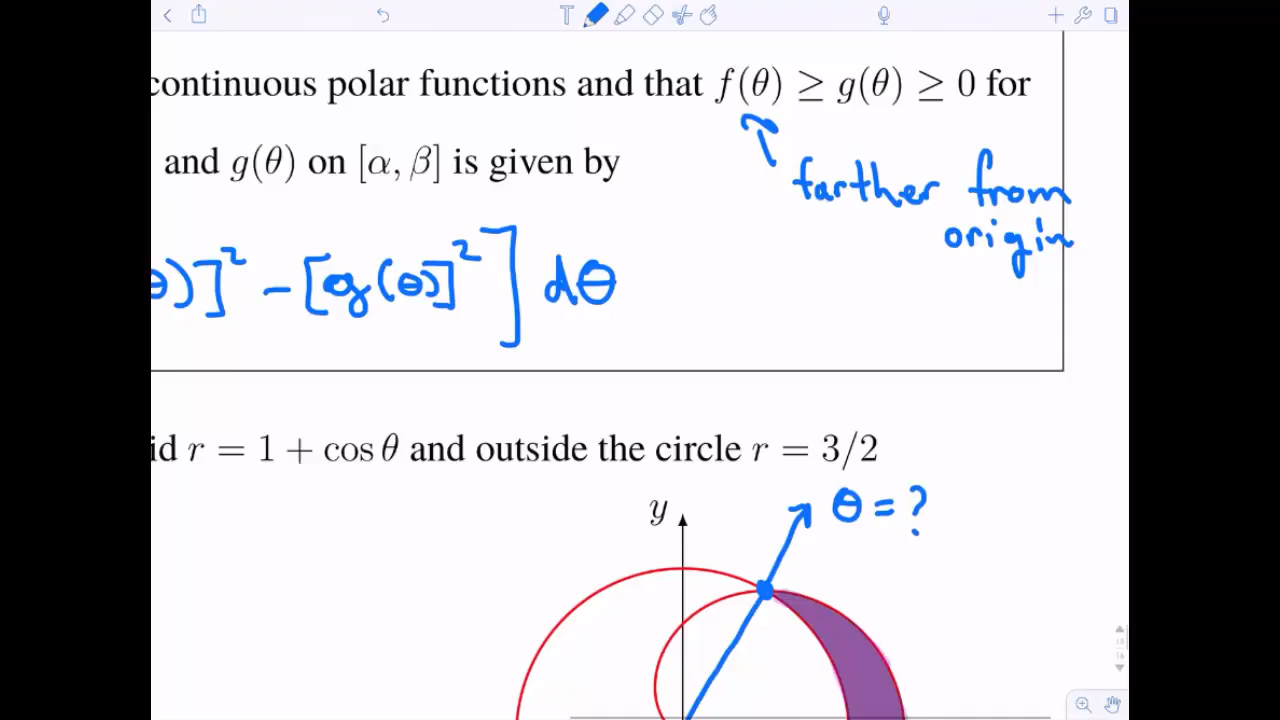 continuous polar functions and that f(θ) ≥ g(θ) ≥ 0 for
and g(θ) on [α, β] is given by
farther from
origin
θ)]² − [g(θ]²] dθ
id r = 1 + cos θ and outside the circle r = 3/2
y
θ = ?